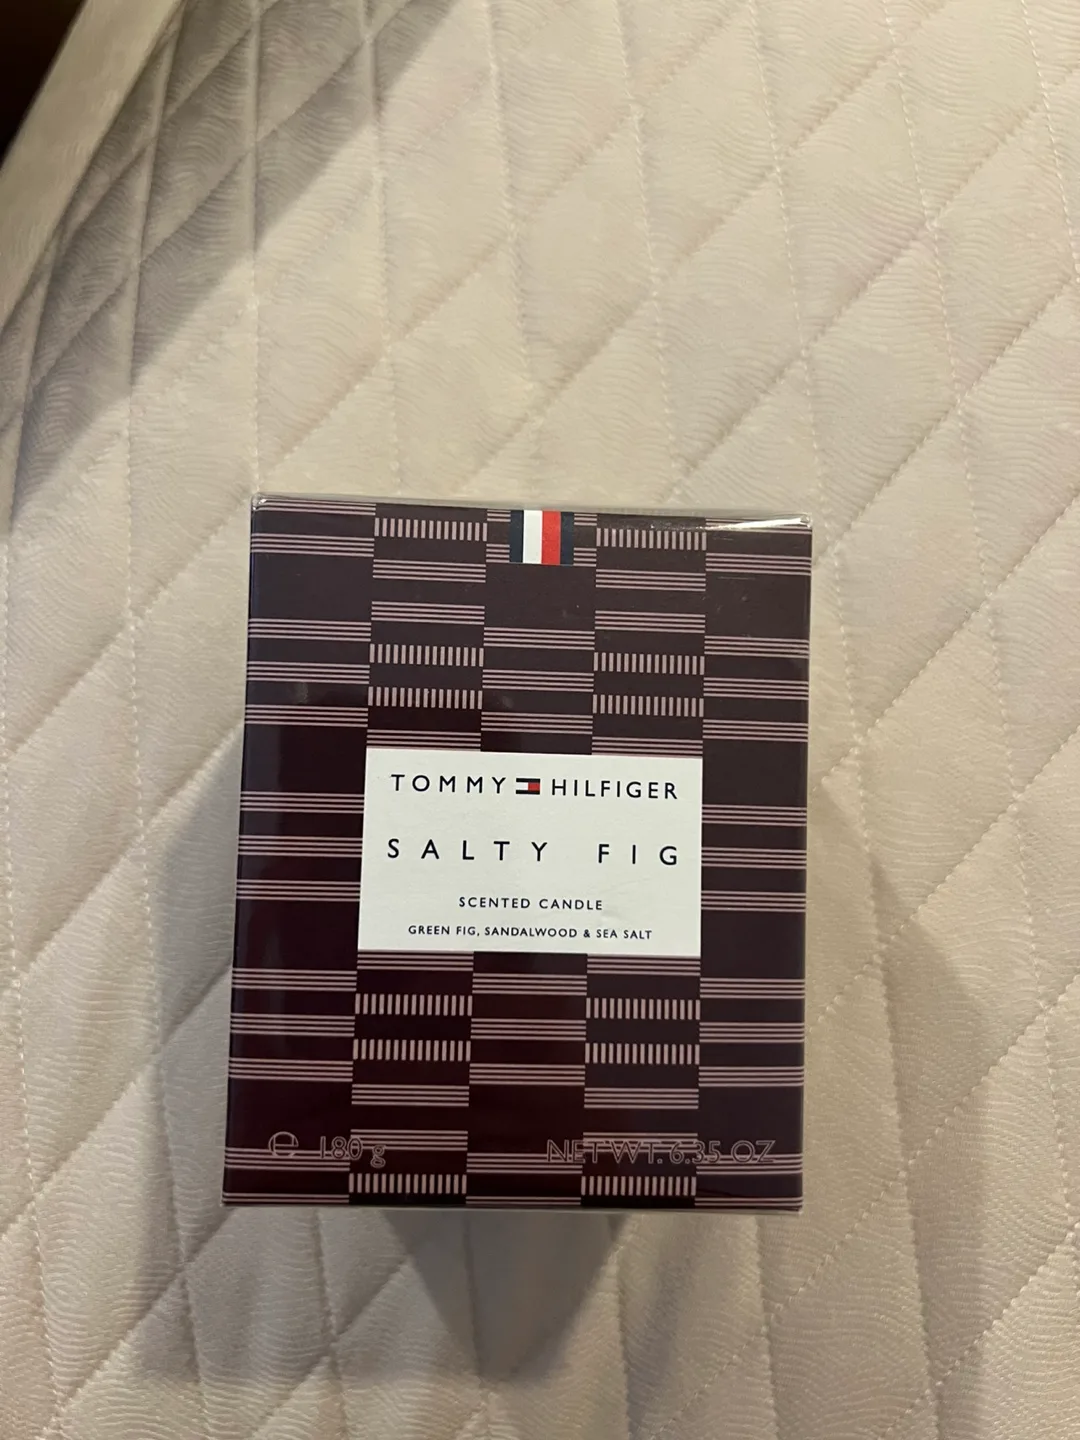 TOMMY HILFIGER
SALTY FIG
SCENTED CANDLE
GREEN FIG, SANDALWOOD & SEA SALT
℮ 180 g NET WT. 6.35 OZ